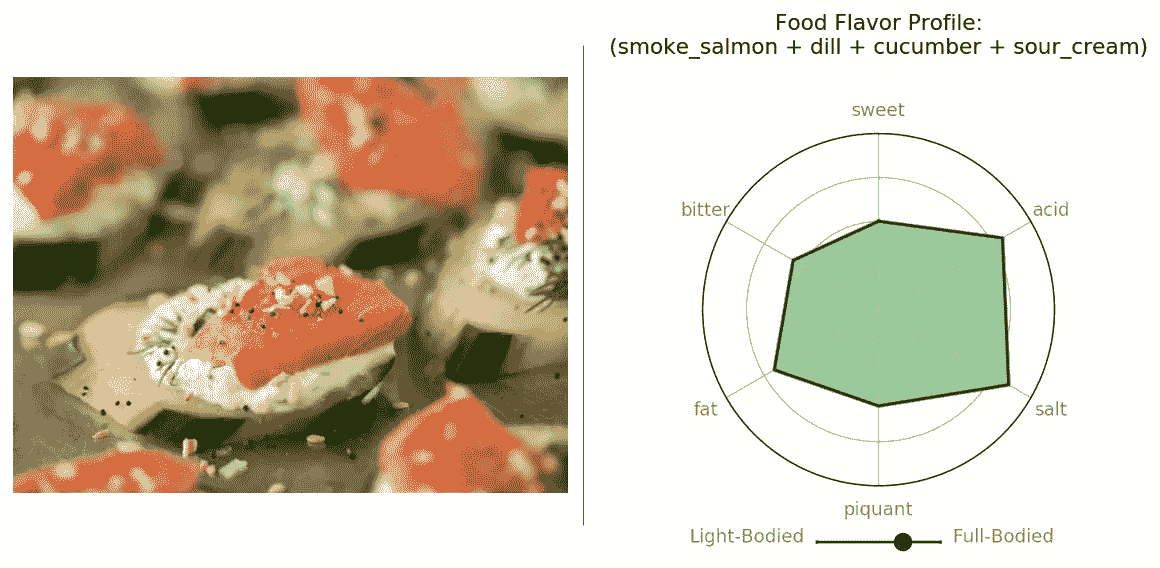 Food Flavor Profile:
(smoke_salmon + dill + cucumber + sour_cream)
sweet
bitter
acid
fat
salt
piquant
Light-Bodied
Full-Bodied